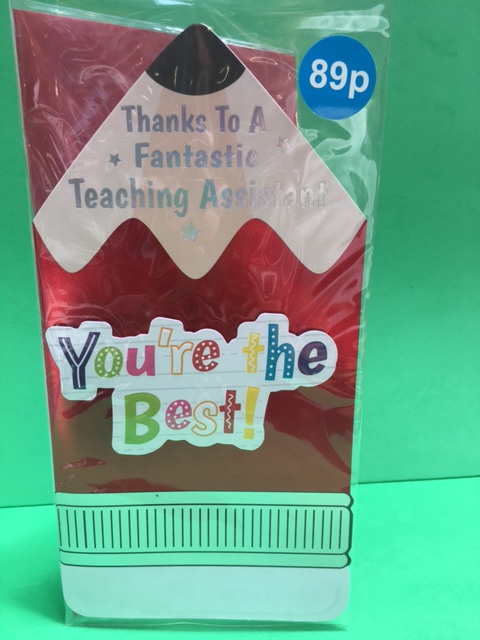 89p
Thanks To A
Fantastic
Teaching Assistant
You're the
Best!